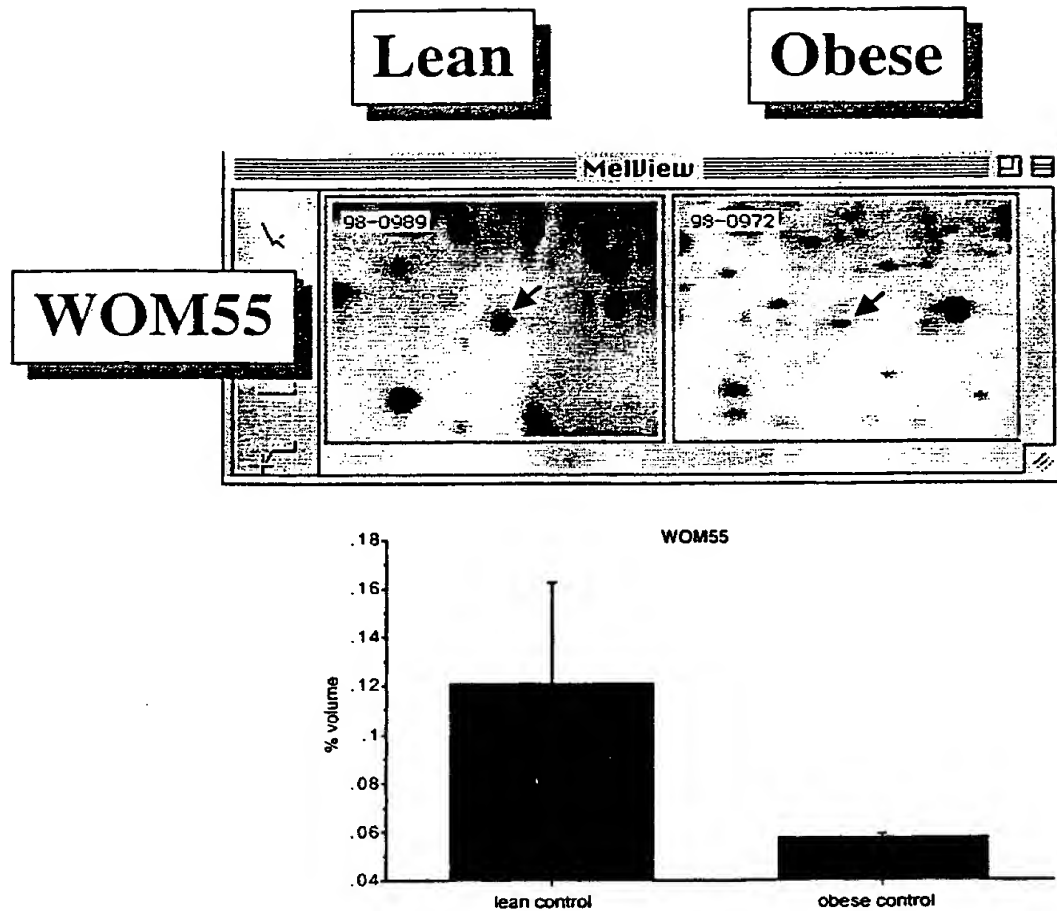 Lean
Obese
MelView
98-0989
98-0972
WOM55
WOM55
.18
.16
.14
.12
.1
.08
.06
.04
% volume
lean control
obese control